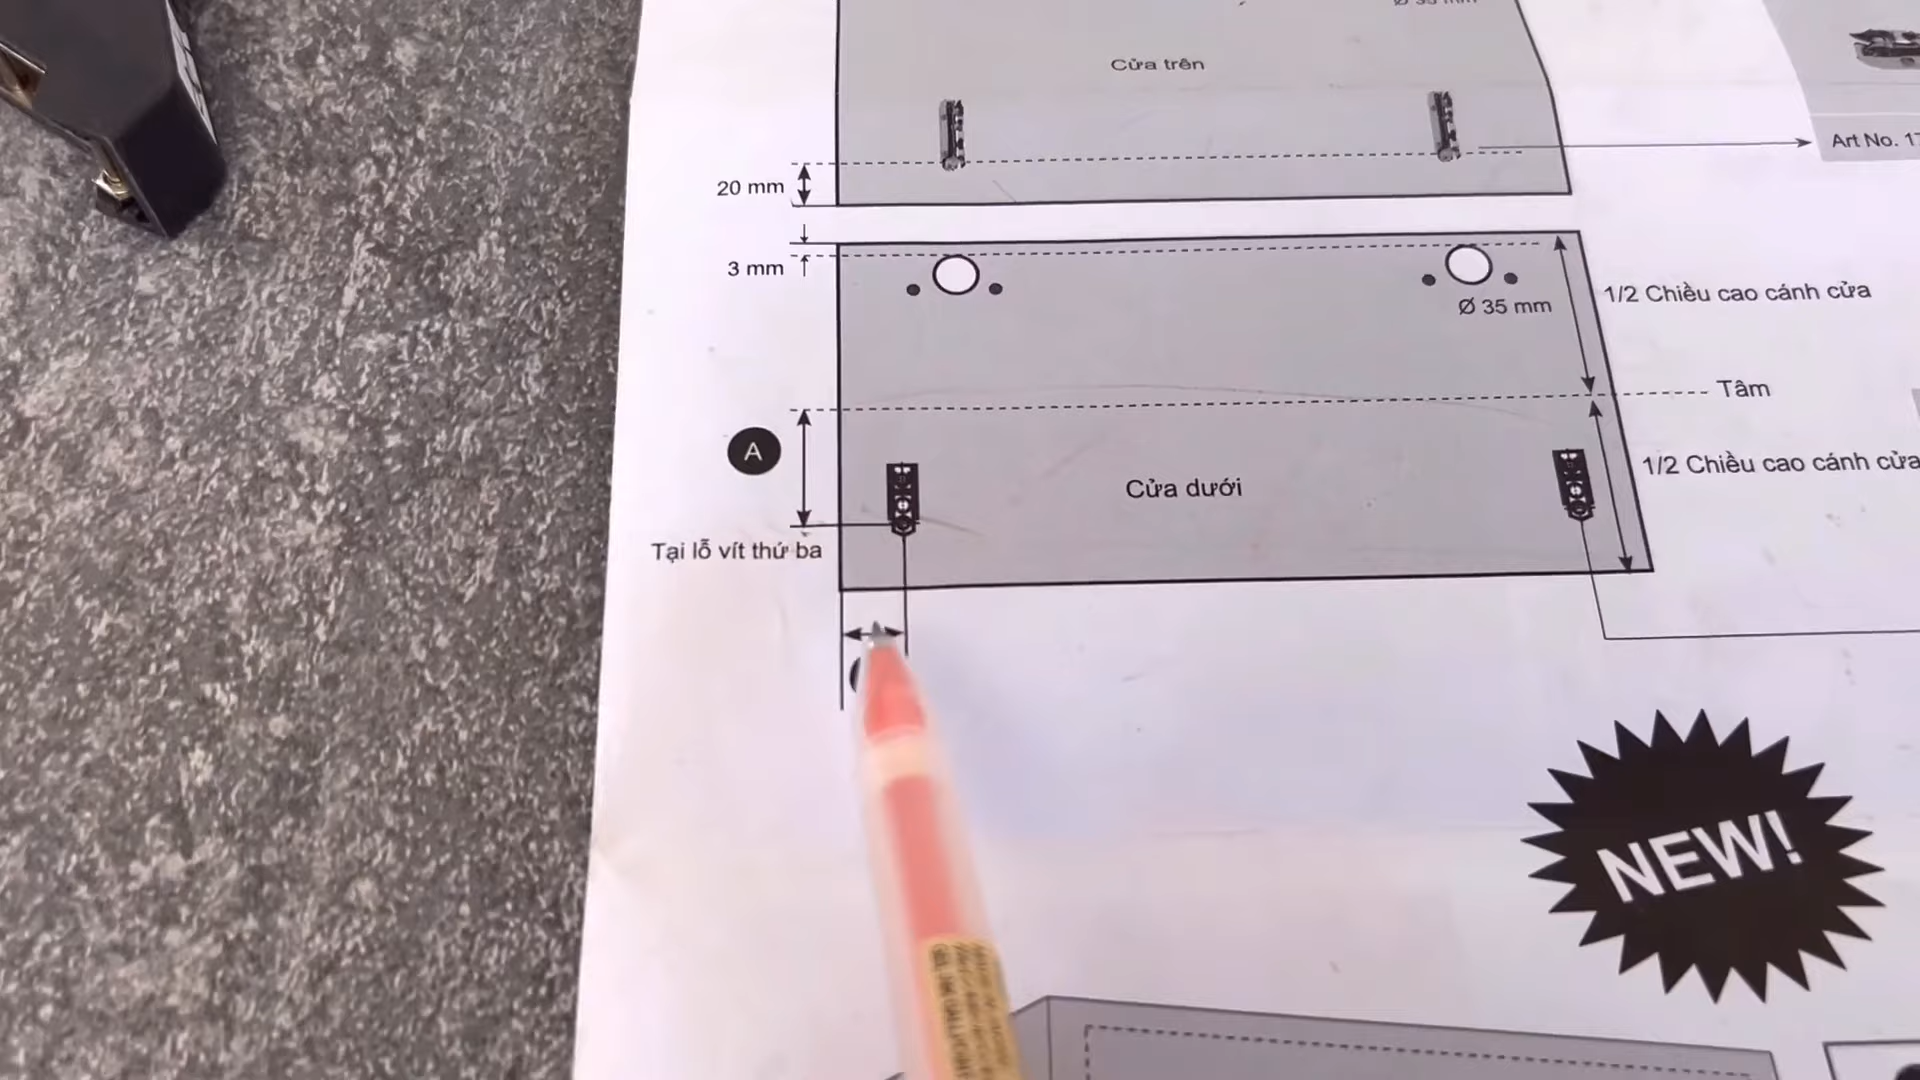 Cửa trên
20 mm
Art No.
3 mm
Ø 35 mm
1/2 Chiều cao cánh cửa
Tâm
A
Cửa dưới
1/2 Chiều cao cánh cửa
Tại lỗ vít thứ ba
NEW!